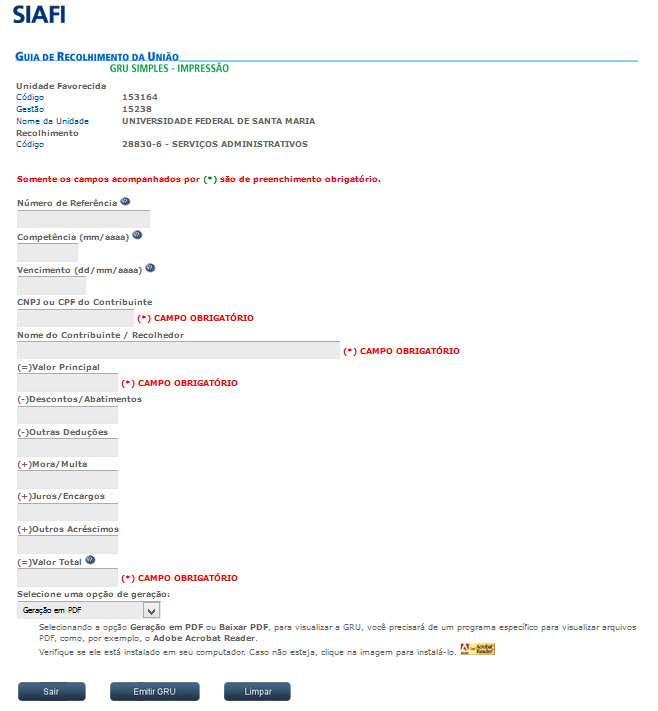 SIAFI
GUIA DE RECOLHIMENTO DA UNIÃO
GRU SIMPLES - IMPRESSÃO
Unidade Favorecida
Código 153164
Gestão 15238
Nome da Unidade UNIVERSIDADE FEDERAL DE SANTA MARIA
Recolhimento
Código 28830-6 - SERVIÇOS ADMINISTRATIVOS
Somente os campos acompanhados por (*) são de preenchimento obrigatório.
Número de Referência
Competência (mm/aaaa)
Vencimento (dd/mm/aaaa)
CNPJ ou CPF do Contribuinte
(*) CAMPO OBRIGATÓRIO
Nome do Contribuinte / Recolhedor
(*) CAMPO OBRIGATÓRIO
(=)Valor Principal
(*) CAMPO OBRIGATÓRIO
(-)Descontos/Abatimentos
(-)Outras Deduções
(+)Mora/Multa
(+)Juros/Encargos
(+)Outros Acréscimos
(=)Valor Total
(*) CAMPO OBRIGATÓRIO
Selecione uma opção de geração:
Geração em PDF
Selecionando a opção Geração em PDF ou Baixar PDF, para visualizar a GRU, você precisará de um programa específico para visualizar arquivos
PDF, como, por exemplo, o Adobe Acrobat Reader.
Verifique se ele está instalado em seu computador. Caso não esteja, clique na imagem para instalá-lo. Get Acrobat Reader
Sair Emitir GRU Limpar